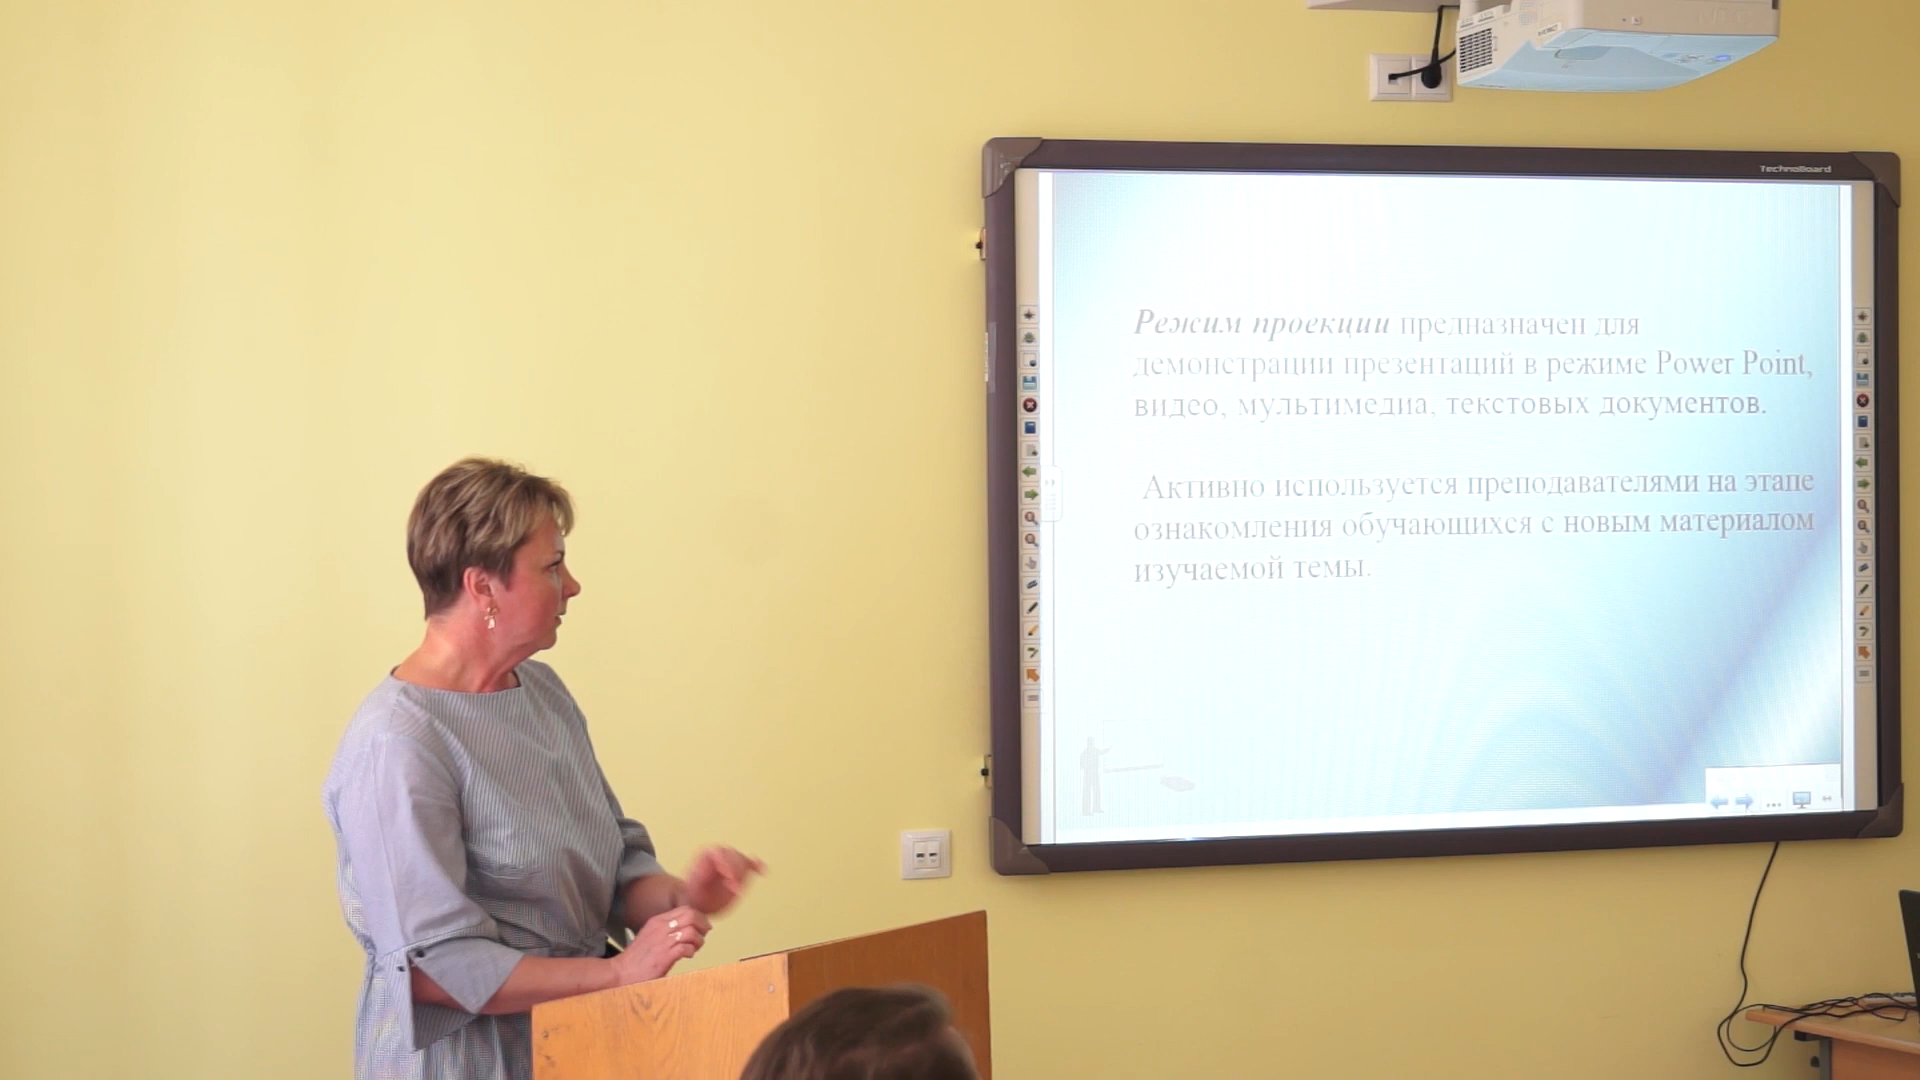 TechnoBoard
Режим проекции предназначен для
демонстрации презентаций в режиме Power Point,
видео, мультимедиа, текстовых документов.
Активно используется преподавателями на этапе
ознакомления обучающихся с новым материалом
изучаемой темы.